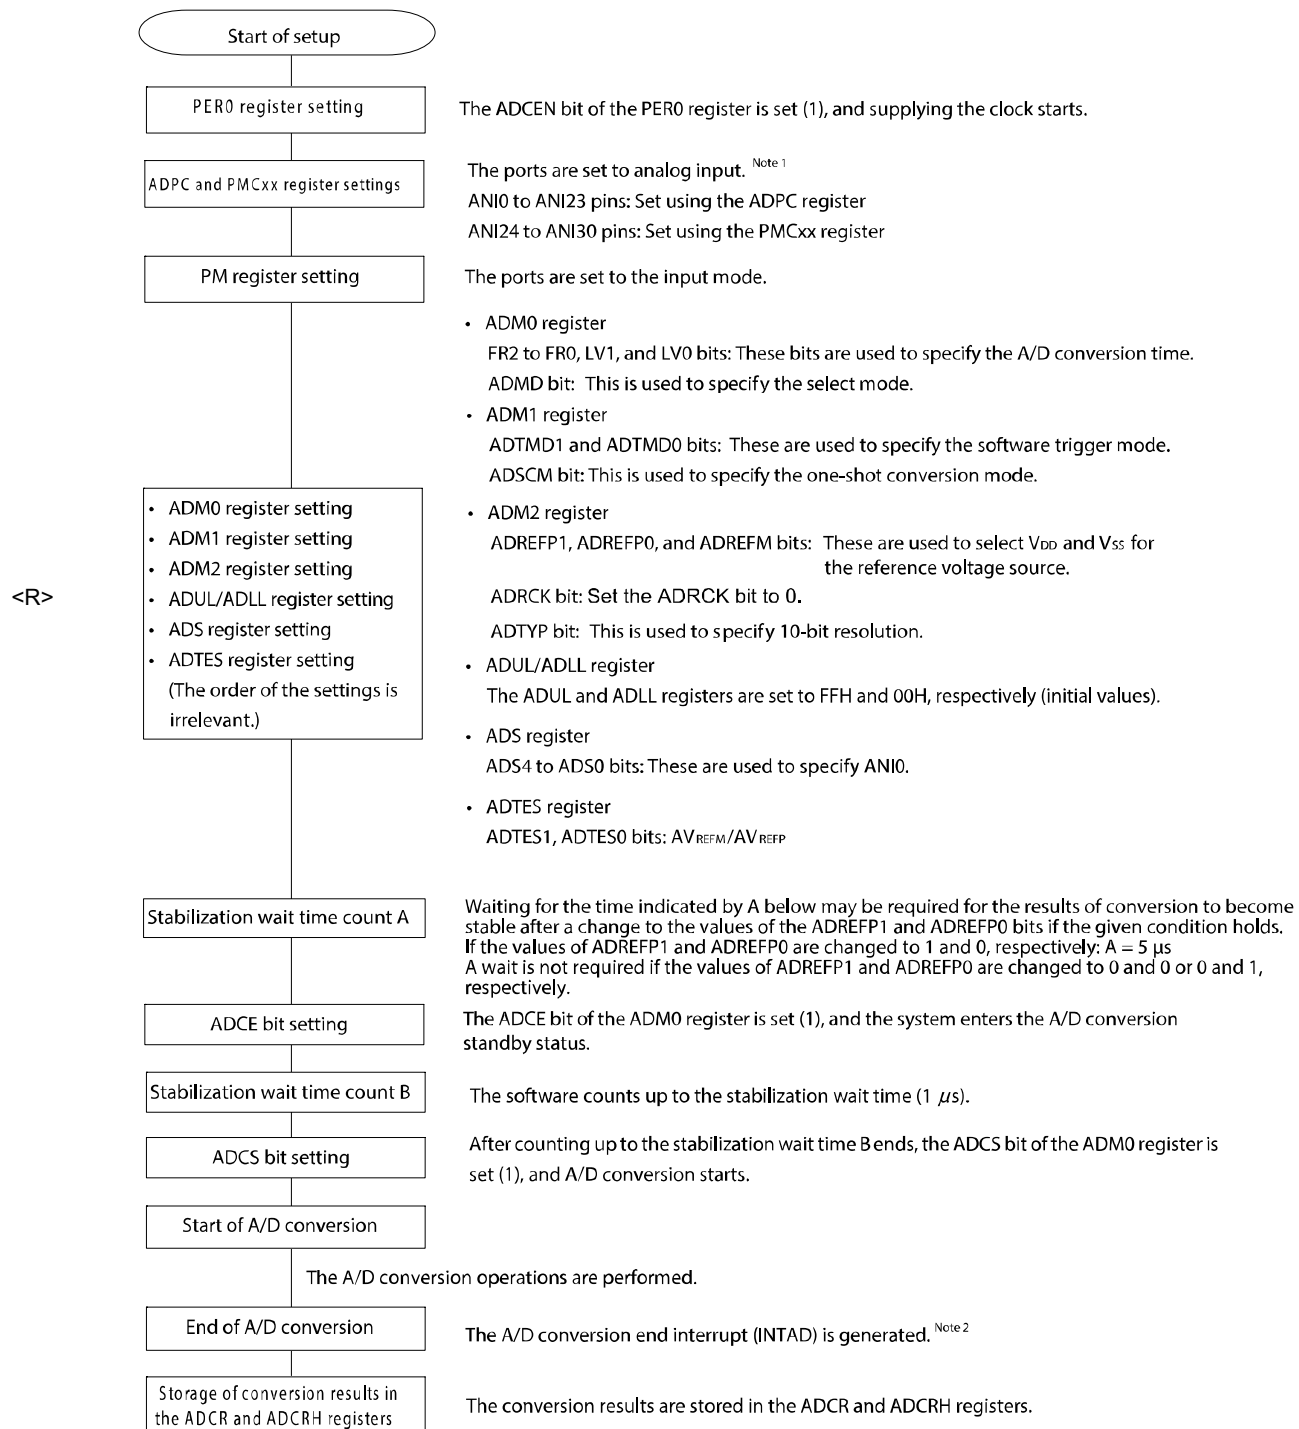 Start of setup
PER0 register setting
The ADCEN bit of the PER0 register is set (1), and supplying the clock starts.
ADPC and PMCxx register settings
The ports are set to analog input. Note 1
ANI0 to ANI23 pins: Set using the ADPC register
ANI24 to ANI30 pins: Set using the PMCxx register
PM register setting
The ports are set to the input mode.
• ADM0 register
FR2 to FR0, LV1, and LV0 bits: These bits are used to specify the A/D conversion time.
ADMD bit: This is used to specify the select mode.
• ADM1 register
ADTMD1 and ADTMD0 bits: These are used to specify the software trigger mode.
ADSCM bit: This is used to specify the one-shot conversion mode.
<R>
• ADM0 register setting
• ADM1 register setting
• ADM2 register setting
• ADUL/ADLL register setting
• ADS register setting
• ADTES register setting
(The order of the settings is
irrelevant.)
• ADM2 register
ADREFP1, ADREFP0, and ADREFM bits: These are used to select VDD and VSS for
the reference voltage source.
ADRCK bit: Set the ADRCK bit to 0.
ADTYP bit: This is used to specify 10-bit resolution.
• ADUL/ADLL register
The ADUL and ADLL registers are set to FFH and 00H, respectively (initial values).
• ADS register
ADS4 to ADS0 bits: These are used to specify ANI0.
• ADTES register
ADTES1, ADTES0 bits: AVREFM/AVREFP
Stabilization wait time count A
Waiting for the time indicated by A below may be required for the results of conversion to become
stable after a change to the values of the ADREFP1 and ADREFP0 bits if the given condition holds.
If the values of ADREFP1 and ADREFP0 are changed to 1 and 0, respectively: A = 5 µs
A wait is not required if the values of ADREFP1 and ADREFP0 are changed to 0 and 0 or 0 and 1,
respectively.
ADCE bit setting
The ADCE bit of the ADM0 register is set (1), and the system enters the A/D conversion
standby status.
Stabilization wait time count B
The software counts up to the stabilization wait time (1 µs).
ADCS bit setting
After counting up to the stabilization wait time B ends, the ADCS bit of the ADM0 register is
set (1), and A/D conversion starts.
Start of A/D conversion
The A/D conversion operations are performed.
End of A/D conversion
The A/D conversion end interrupt (INTAD) is generated. Note 2
Storage of conversion results in
the ADCR and ADCRH registers
The conversion results are stored in the ADCR and ADCRH registers.